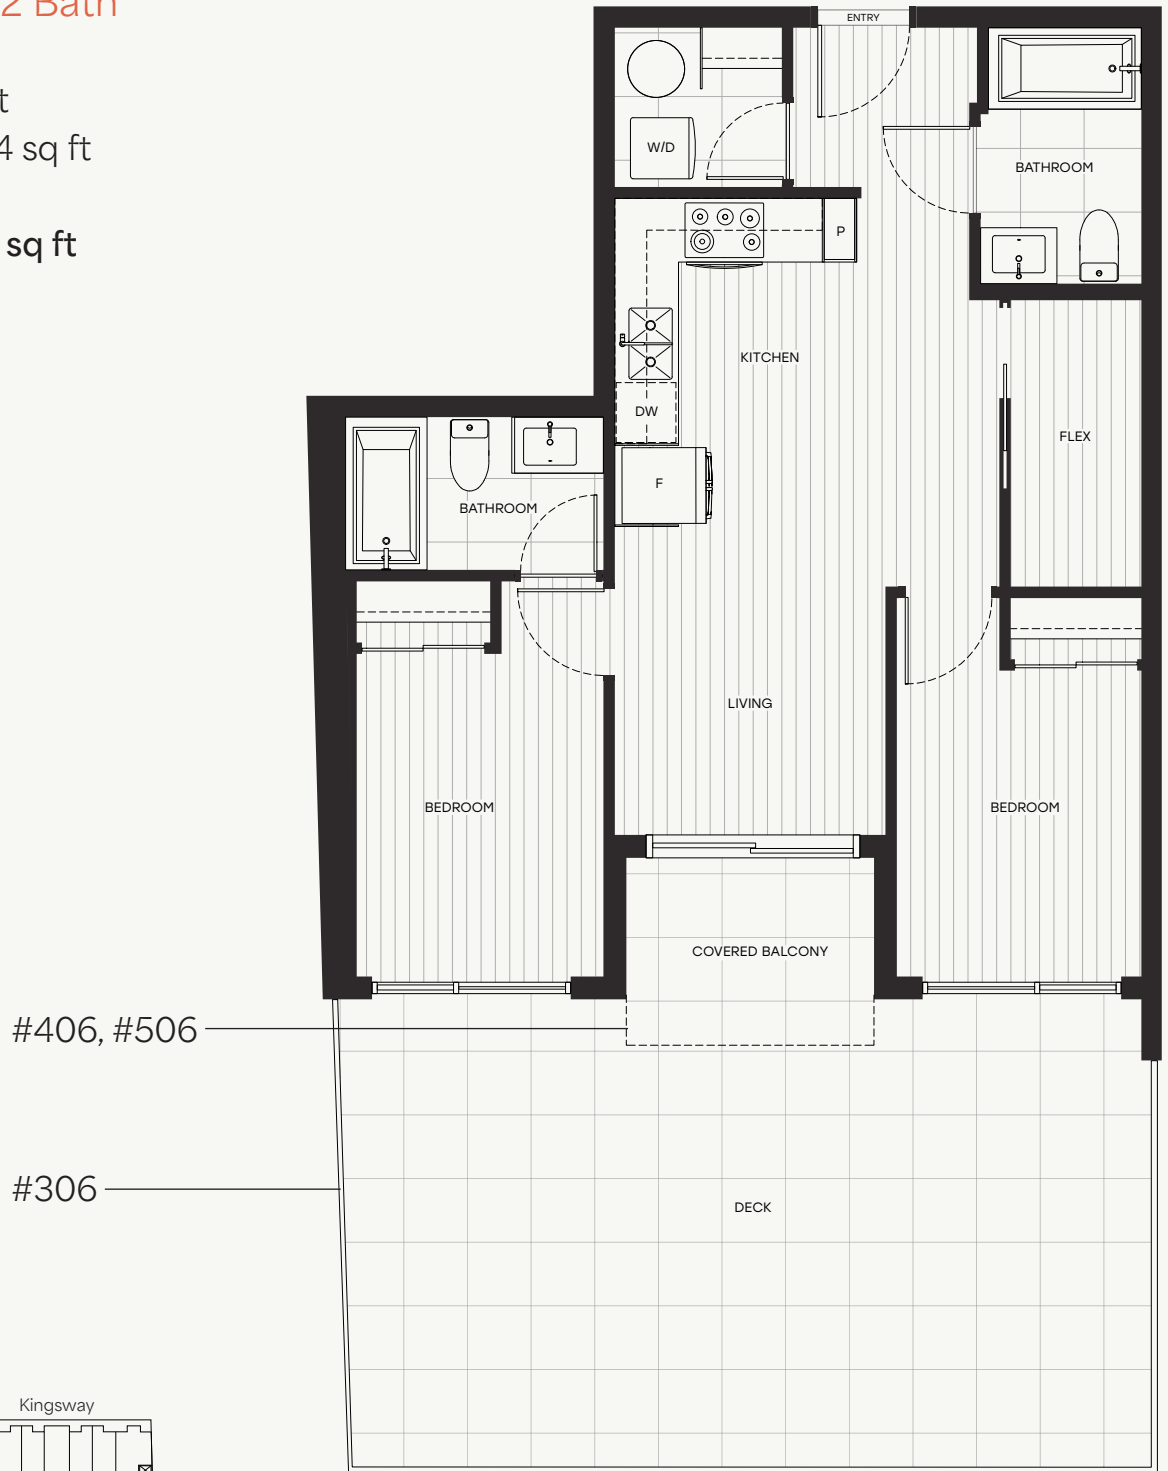 2 Bath
t
4 sq ft
sq ft
ENTRY
W/D
BATHROOM
P
KITCHEN
DW
FLEX
F
BATHROOM
LIVING
BEDROOM
BEDROOM
COVERED BALCONY
#406, #506
#306
DECK
Kingsway